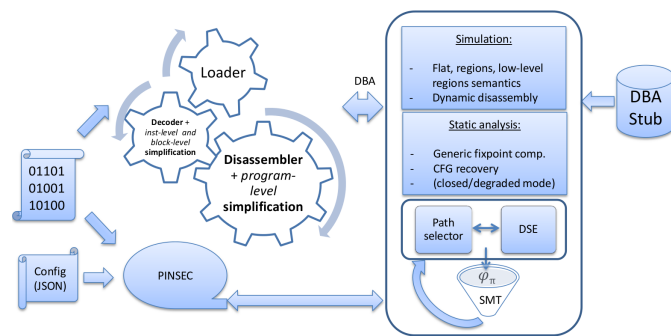 Loader
Decoder + 
inst-level and
block-level
simplification
Disassembler
+ program-
level
simplification
01101
01001
10100
Config
(JSON)
PINSEC
DBA
Simulation:
- Flat, regions, low-level
regions semantics
- Dynamic disassembly
Static analysis:
- Generic fixpoint comp.
- CFG recovery
- (closed/degraded mode)
Path
selector
DSE
φπ
SMT
DBA
Stub